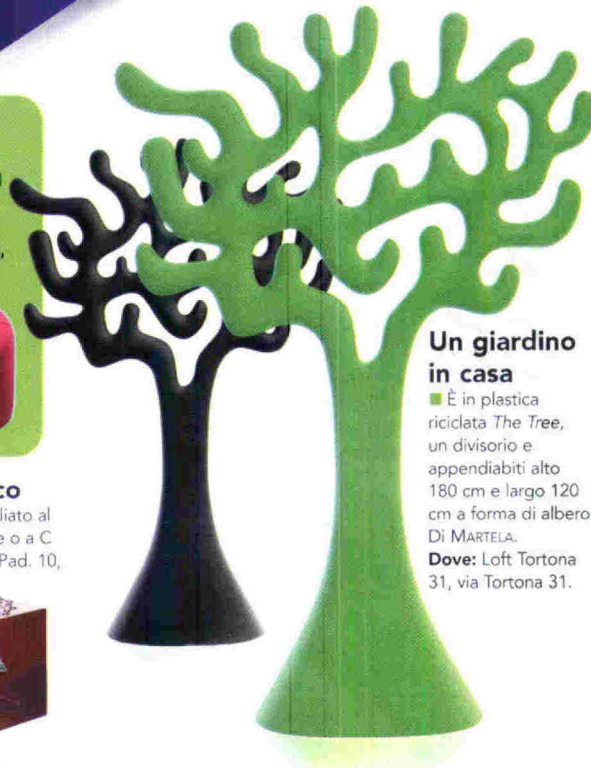 Un giardino
in casa
■ È in plastica
riciclata The Tree,
un divisorio e
appendiabiti alto
180 cm e largo 120
cm a forma di albero
Di MARTELA.
Dove: Loft Tortona
31, via Tortona 31.
co
liato al
e o a C
Pad. 10,